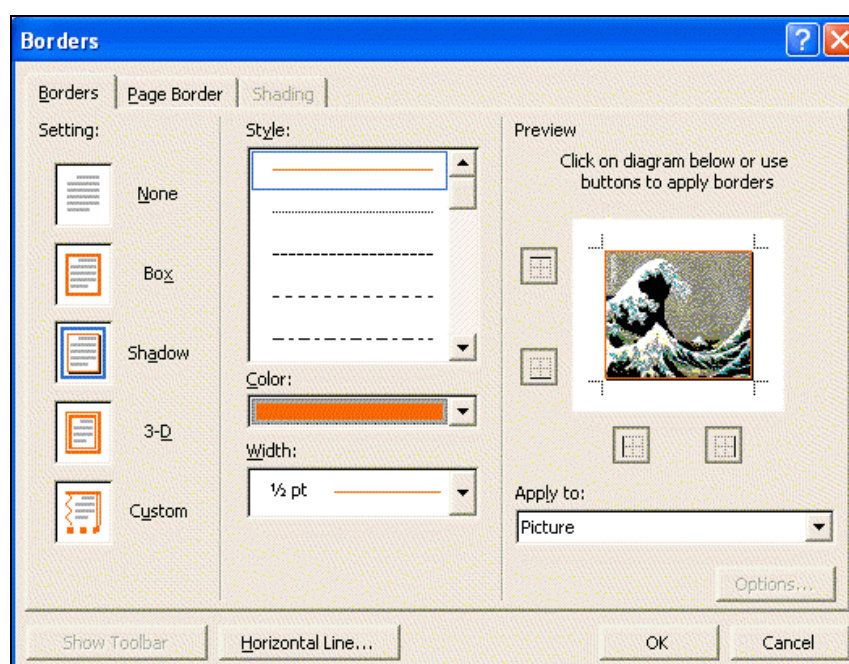 Borders
Borders Page Border Shading
Setting:
None
Box
Shadow
3-D
Custom
Style:
Color:
Width:
½ pt
Preview
Click on diagram below or use
buttons to apply borders
Apply to:
Picture
Options...
Show Toolbar Horizontal Line... OK Cancel